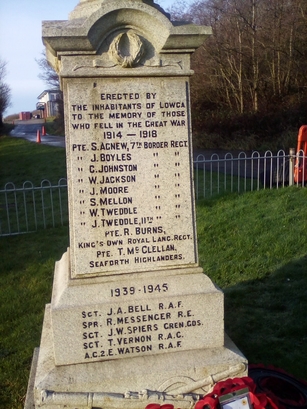 ERECTED BY
THE INHABITANTS OF LOWCA
TO THE MEMORY OF THOSE
WHO FELL IN THE GREAT WAR
1914 – 1918
PTE. S. AGNEW, 7TH BORDER REGT.
" J. BOYLES " " "
" C. JOHNSTON " " "
" W. JACKSON " " "
" J. MOORE " " "
" S. MELLON " " "
" W. TWEDDLE " " "
" J. TWEDDLE, 11TH " "
PTE. R. BURNS,
KING'S OWN ROYAL LANC. REGT.
PTE. T. MCCLELLAN,
SEAFORTH HIGHLANDERS.
1939-1945
SGT. J.A. BELL R.A.F.
SPR. R. MESSENGER R.E.
SGT. J.W. SPIERS GREN. GDS.
SGT. T. VERNON R.A.C.
A.C.2 E. WATSON R.A.F.